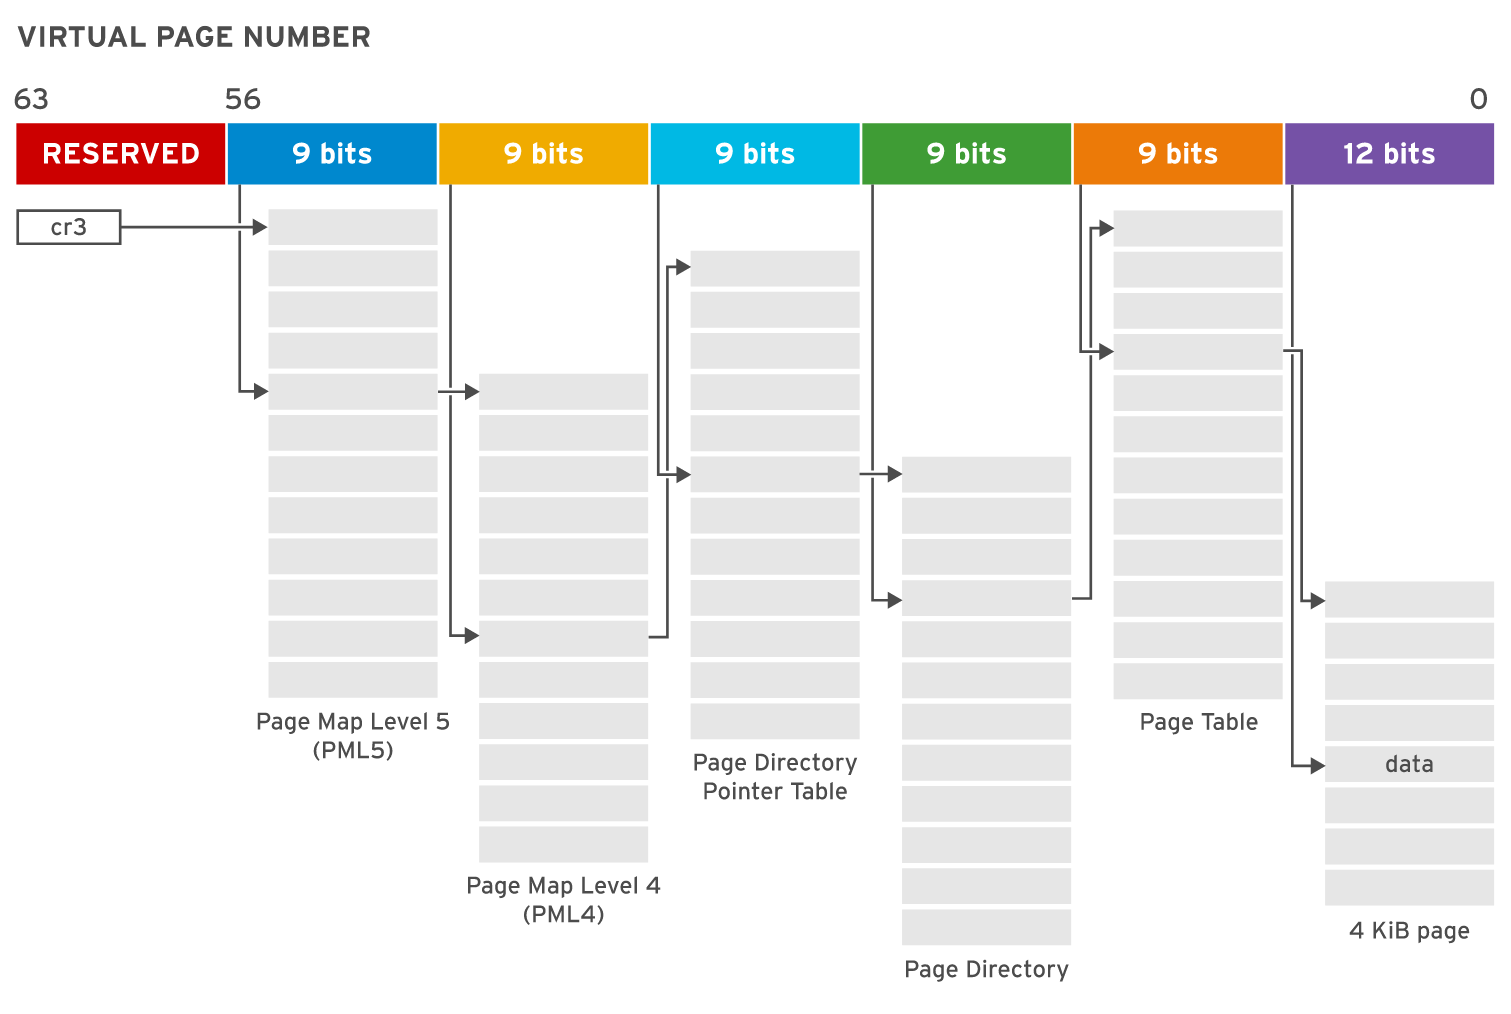 VIRTUAL PAGE NUMBER
63 56 0
RESERVED 9 bits 9 bits 9 bits 9 bits 9 bits 12 bits
cr3
Page Map Level 5
(PML5)
Page Map Level 4
(PML4)
Page Directory
Pointer Table
Page Directory
Page Table
data
4 KiB page